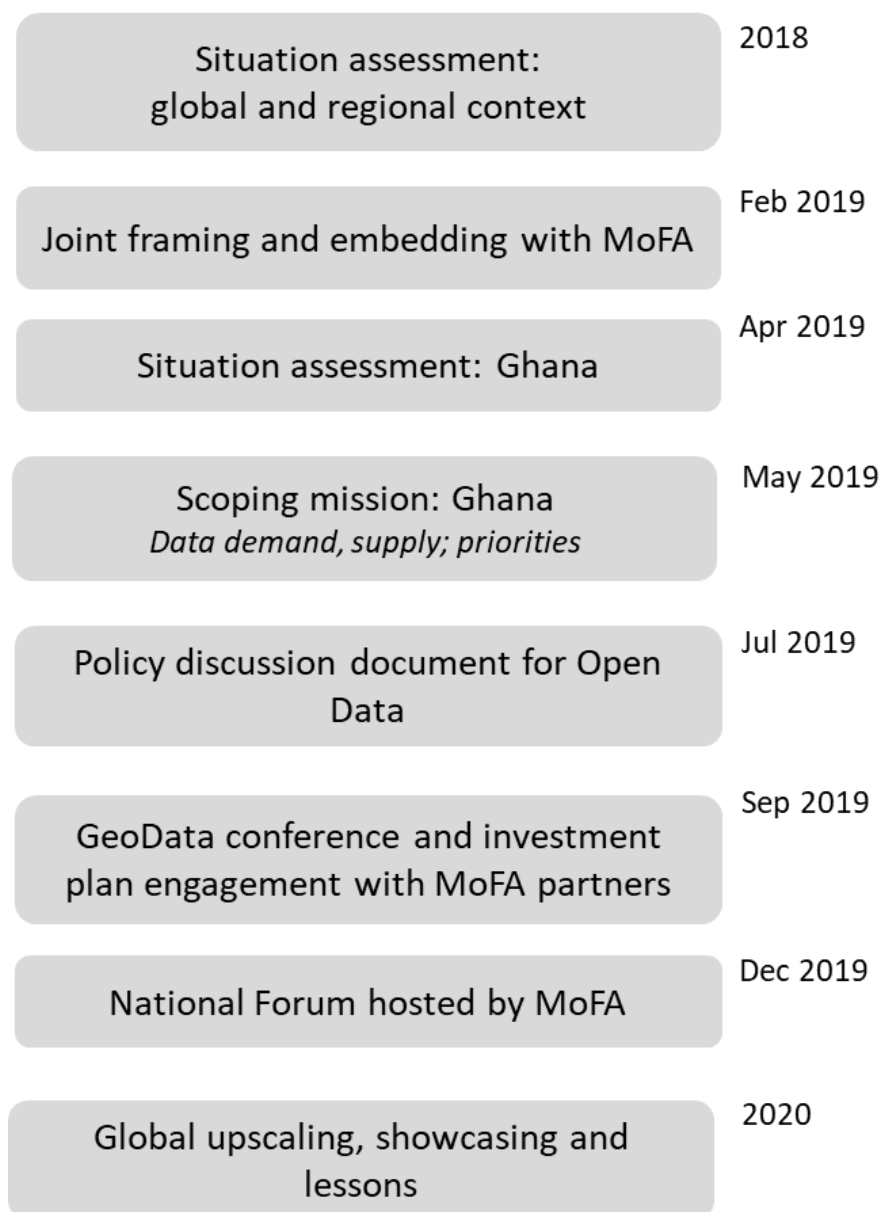 2018
Situation assessment:
global and regional context
Feb 2019
Joint framing and embedding with MoFA
Apr 2019
Situation assessment: Ghana
May 2019
Scoping mission: Ghana
Data demand, supply; priorities
Jul 2019
Policy discussion document for Open
Data
Sep 2019
GeoData conference and investment
plan engagement with MoFA partners
Dec 2019
National Forum hosted by MoFA
2020
Global upscaling, showcasing and
lessons